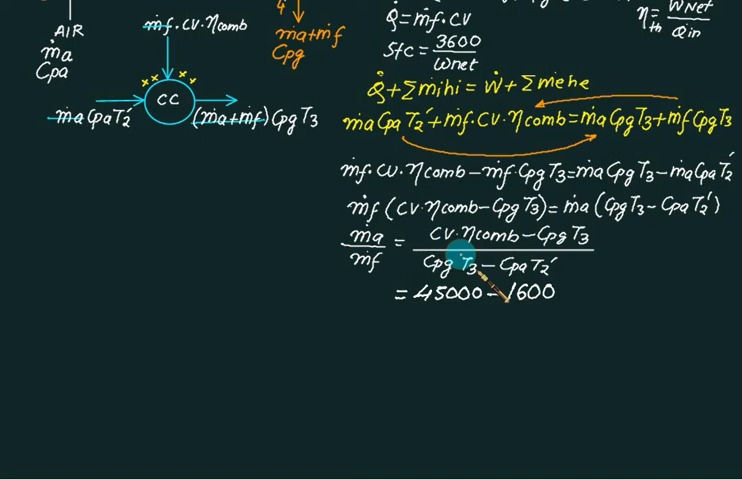 AIR
ṁa
Cpa
ṁf·CV·ηcomb
4
ṁa+ṁf
Cpg
CC
ṁaCpaT₂′
(ṁa+ṁf)CpgT₃
Q̇=ṁf·CV
Sfc=3600/Wnet
ηth=WNet/Qin
Q̇+Σṁihi=Ẇ+Σṁehe
ṁaCpaT₂′+ṁf·CV·ηcomb=ṁaCpgT₃+ṁfCpgT₃
ṁf·CV·ηcomb−ṁf·CpgT₃=ṁaCpgT₃−ṁaCpaT₂′
ṁf(CV·ηcomb−CpgT₃)=ṁa(CpgT₃−CpaT₂′)
ṁa/ṁf = (CV·ηcomb−CpgT₃)/(CpgT₃−CpaT₂′)
=45000−1600